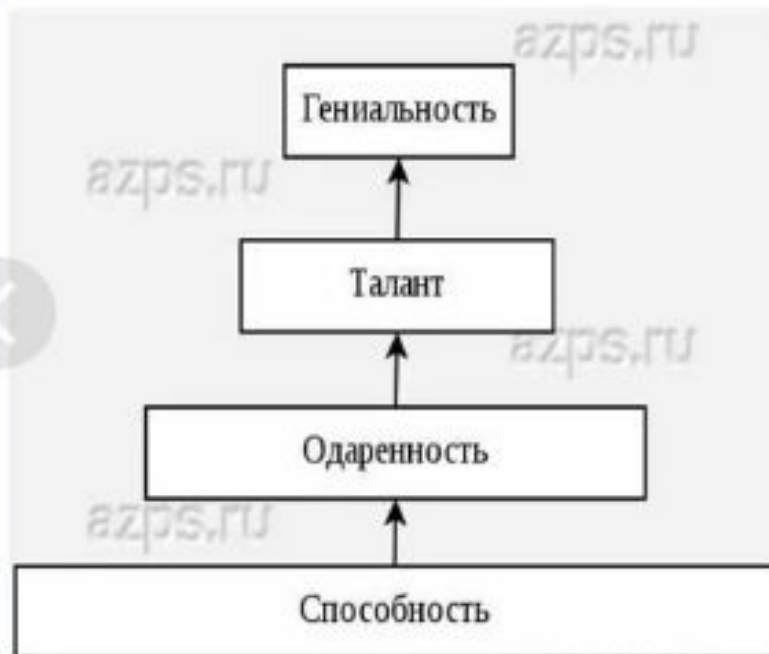 azps.ru
Гениальность
azps.ru
Талант
azps.ru
Одаренность
azps.ru
Способность